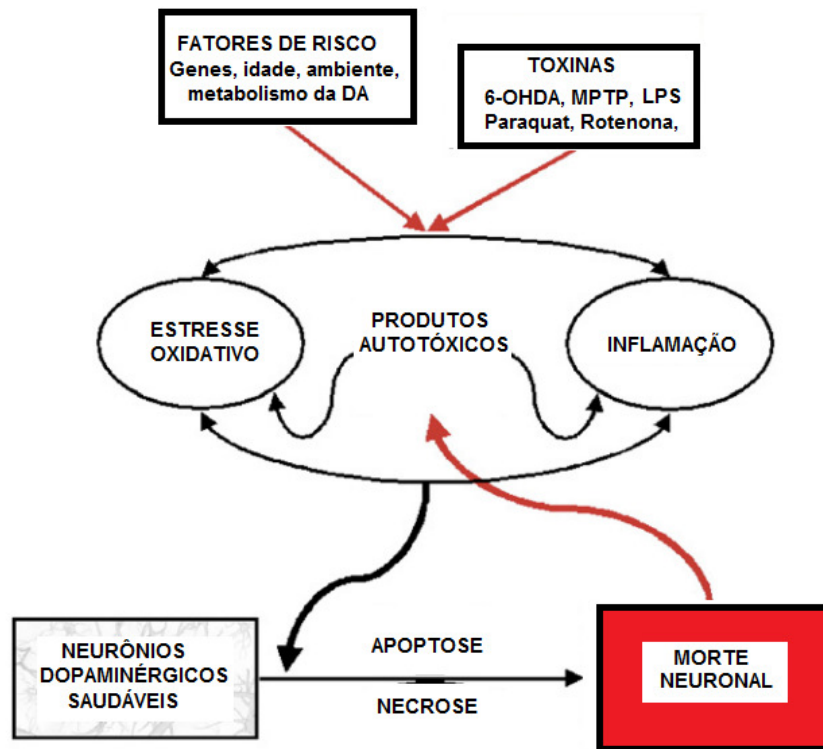 FATORES DE RISCO
Genes, idade, ambiente,
metabolismo da DA
TOXINAS
6-OHDA, MPTP, LPS
Paraquat, Rotenona,
ESTRESSE
OXIDATIVO
PRODUTOS
AUTOTÓXICOS
INFLAMAÇÃO
NEURÔNIOS
DOPAMINÉRGICOS
SAUDÁVEIS
APOPTOSE
NECROSE
MORTE
NEURONAL